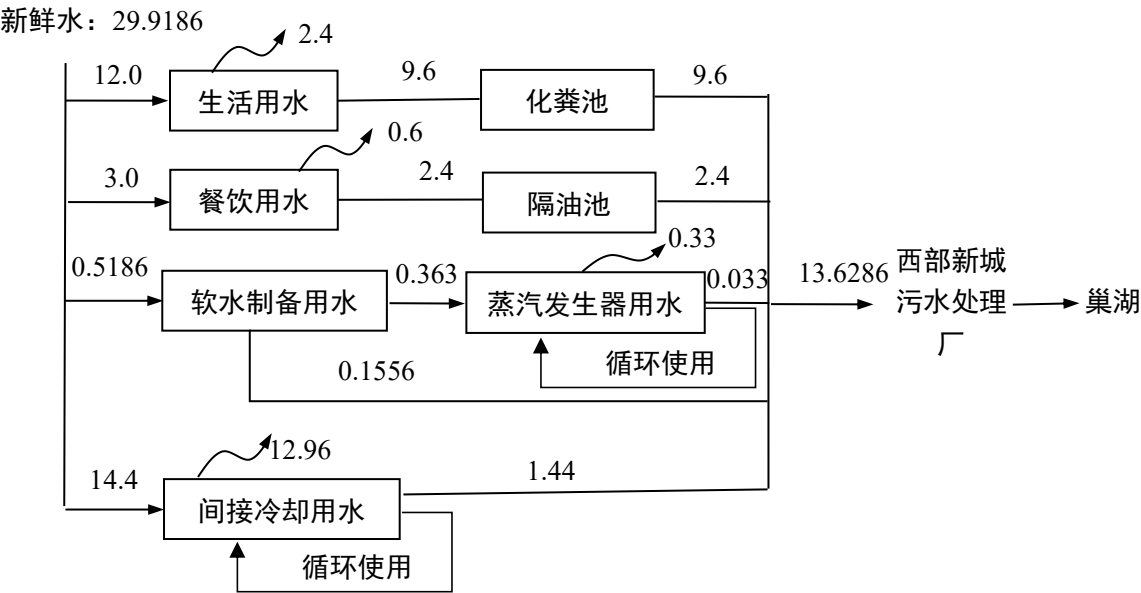 新鲜水：29.9186
2.4
12.0
生活用水
9.6
化粪池
9.6
0.6
3.0
餐饮用水
2.4
隔油池
2.4
0.33
0.5186
软水制备用水
0.363
蒸汽发生器用水
0.033
13.6286
西部新城
污水处理
厂
巢湖
循环使用
0.1556
12.96
14.4
间接冷却用水
1.44
循环使用